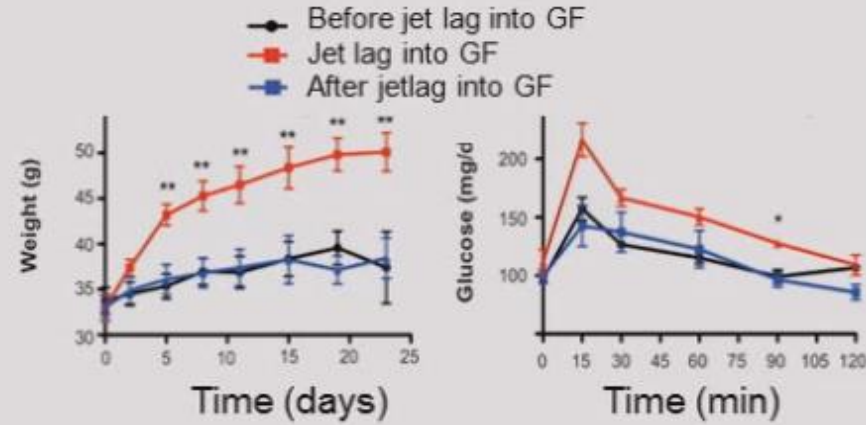 Before jet lag into GF
Jet lag into GF
After jetlag into GF
Weight (g)
50
45
40
35
30
** ** ** ** ** **
0 5 10 15 20 25
Time (days)
Glucose (mg/d
200
150
100
*
0 15 30 45 60 75 90 105 120
Time (min)